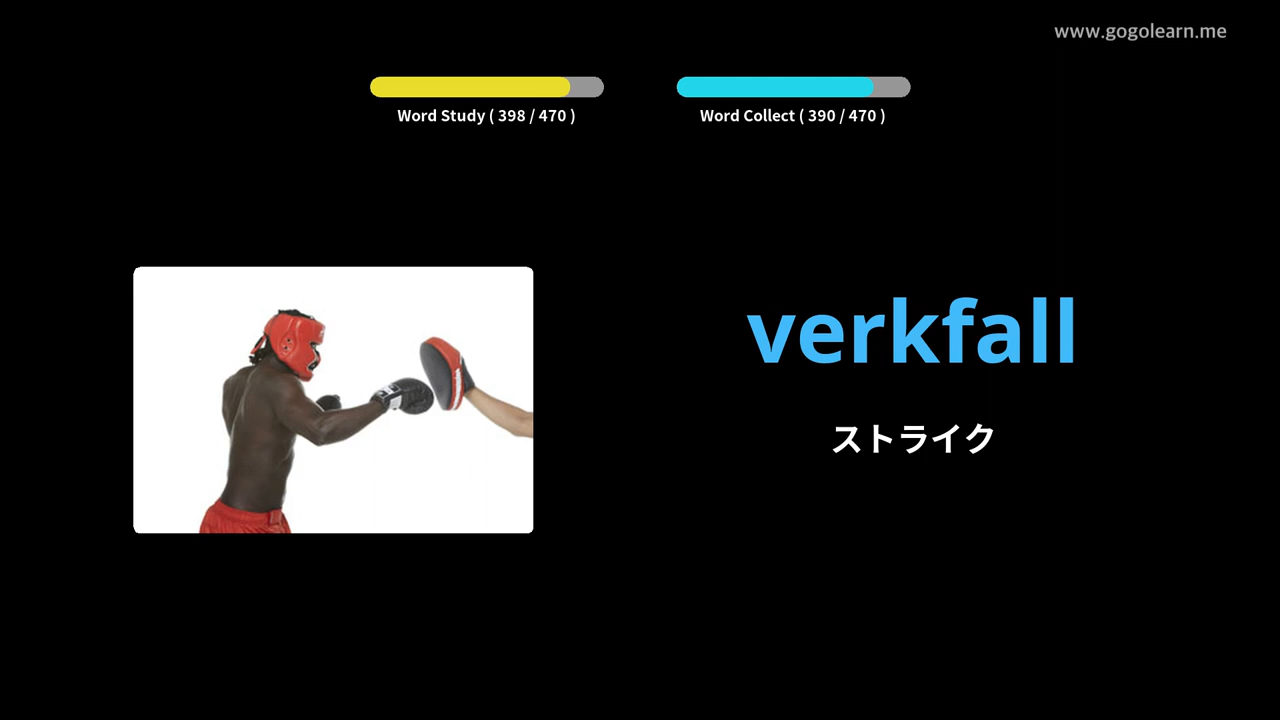 www.gogolearn.me
Word Study ( 398 / 470 )
Word Collect ( 390 / 470 )
verkfall
ストライク